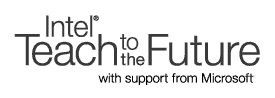 Intel®
Teach to the Future
with support from Microsoft